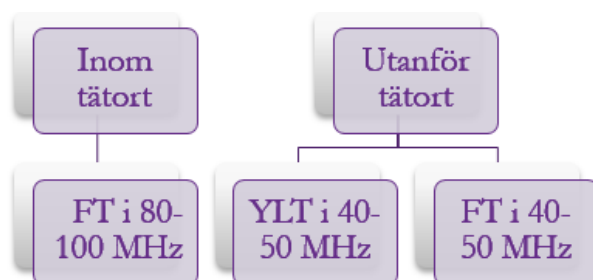 Inom
tätort
Utanför
tätort
FT i 80-
100 MHz
YLT i 40-
50 MHz
FT i 40-
50 MHz